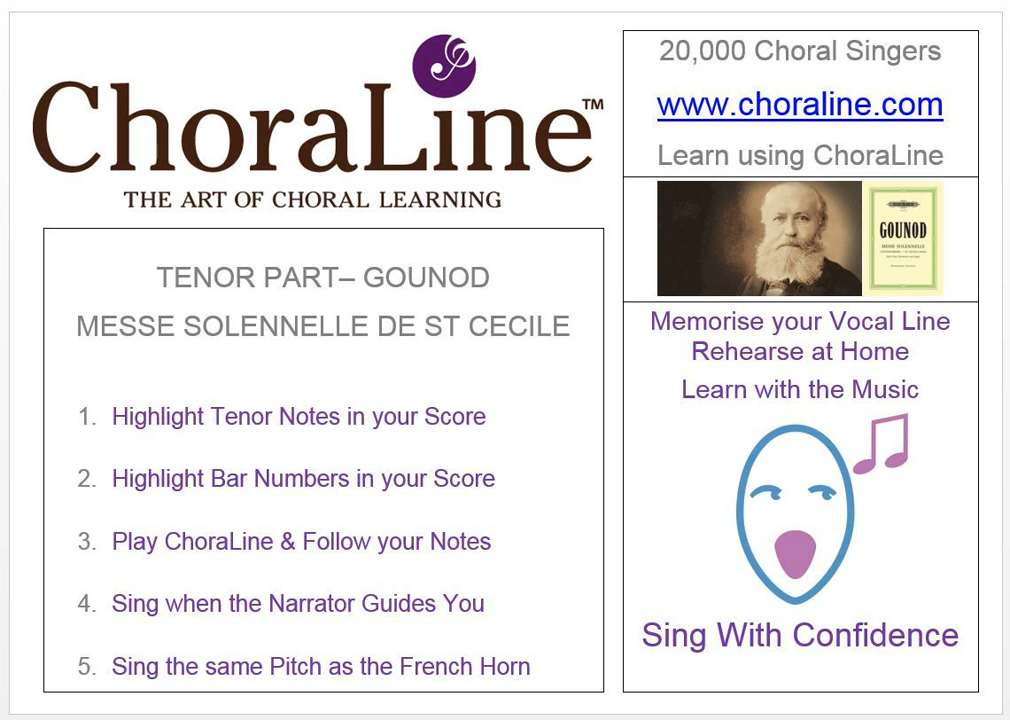 ChoraLine™
THE ART OF CHORAL LEARNING
TENOR PART– GOUNOD
MESSE SOLENNELLE DE ST CECILE
1. Highlight Tenor Notes in your Score
2. Highlight Bar Numbers in your Score
3. Play ChoraLine & Follow your Notes
4. Sing when the Narrator Guides You
5. Sing the same Pitch as the French Horn
20,000 Choral Singers
www.choraline.com
Learn using ChoraLine
GOUNOD
MESSE SOLENNELLE
Memorise your Vocal Line
Rehearse at Home
Learn with the Music
Sing With Confidence